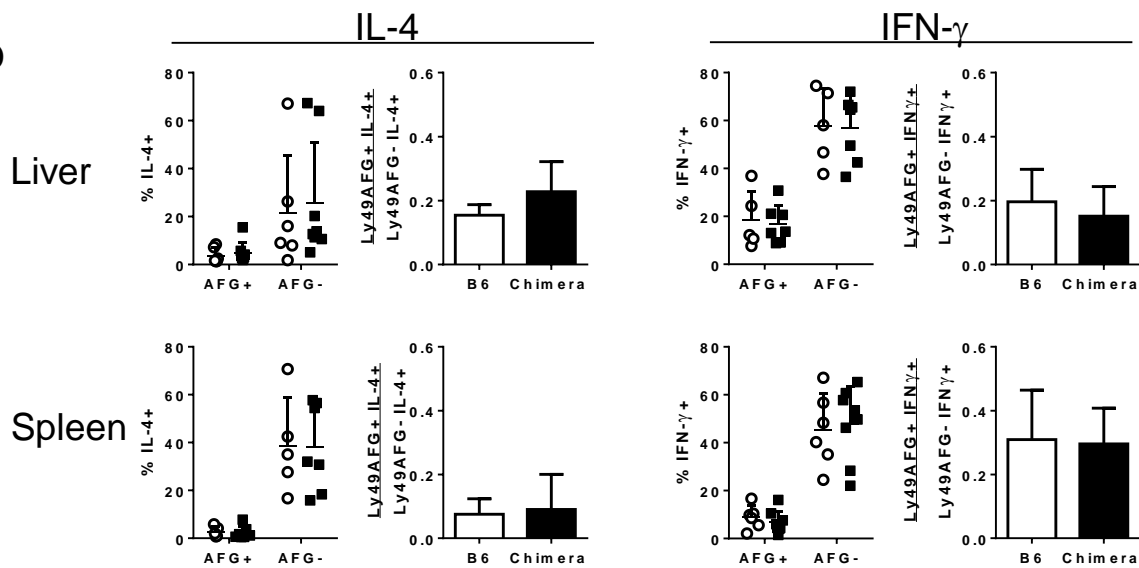 IL-4
IFN-γ
Liver
% IL-4+
80
60
40
20
0
AFG+ AFG-
Ly49AFG+ IL-4+
Ly49AFG- IL-4+
0.6
0.4
0.2
0.0
B6 Chimera
% IFN-γ+
80
60
40
20
0
AFG+ AFG-
Ly49AFG+ IFNγ+
Ly49AFG- IFNγ+
0.6
0.4
0.2
0.0
B6 Chimera
Spleen
% IL-4+
80
60
40
20
0
AFG+ AFG-
Ly49AFG+ IL-4+
Ly49AFG- IL-4+
0.6
0.4
0.2
0.0
B6 Chimera
% IFN-γ+
80
60
40
20
0
AFG+ AFG-
Ly49AFG+ IFNγ+
Ly49AFG- IFNγ+
0.6
0.4
0.2
0.0
B6 Chimera